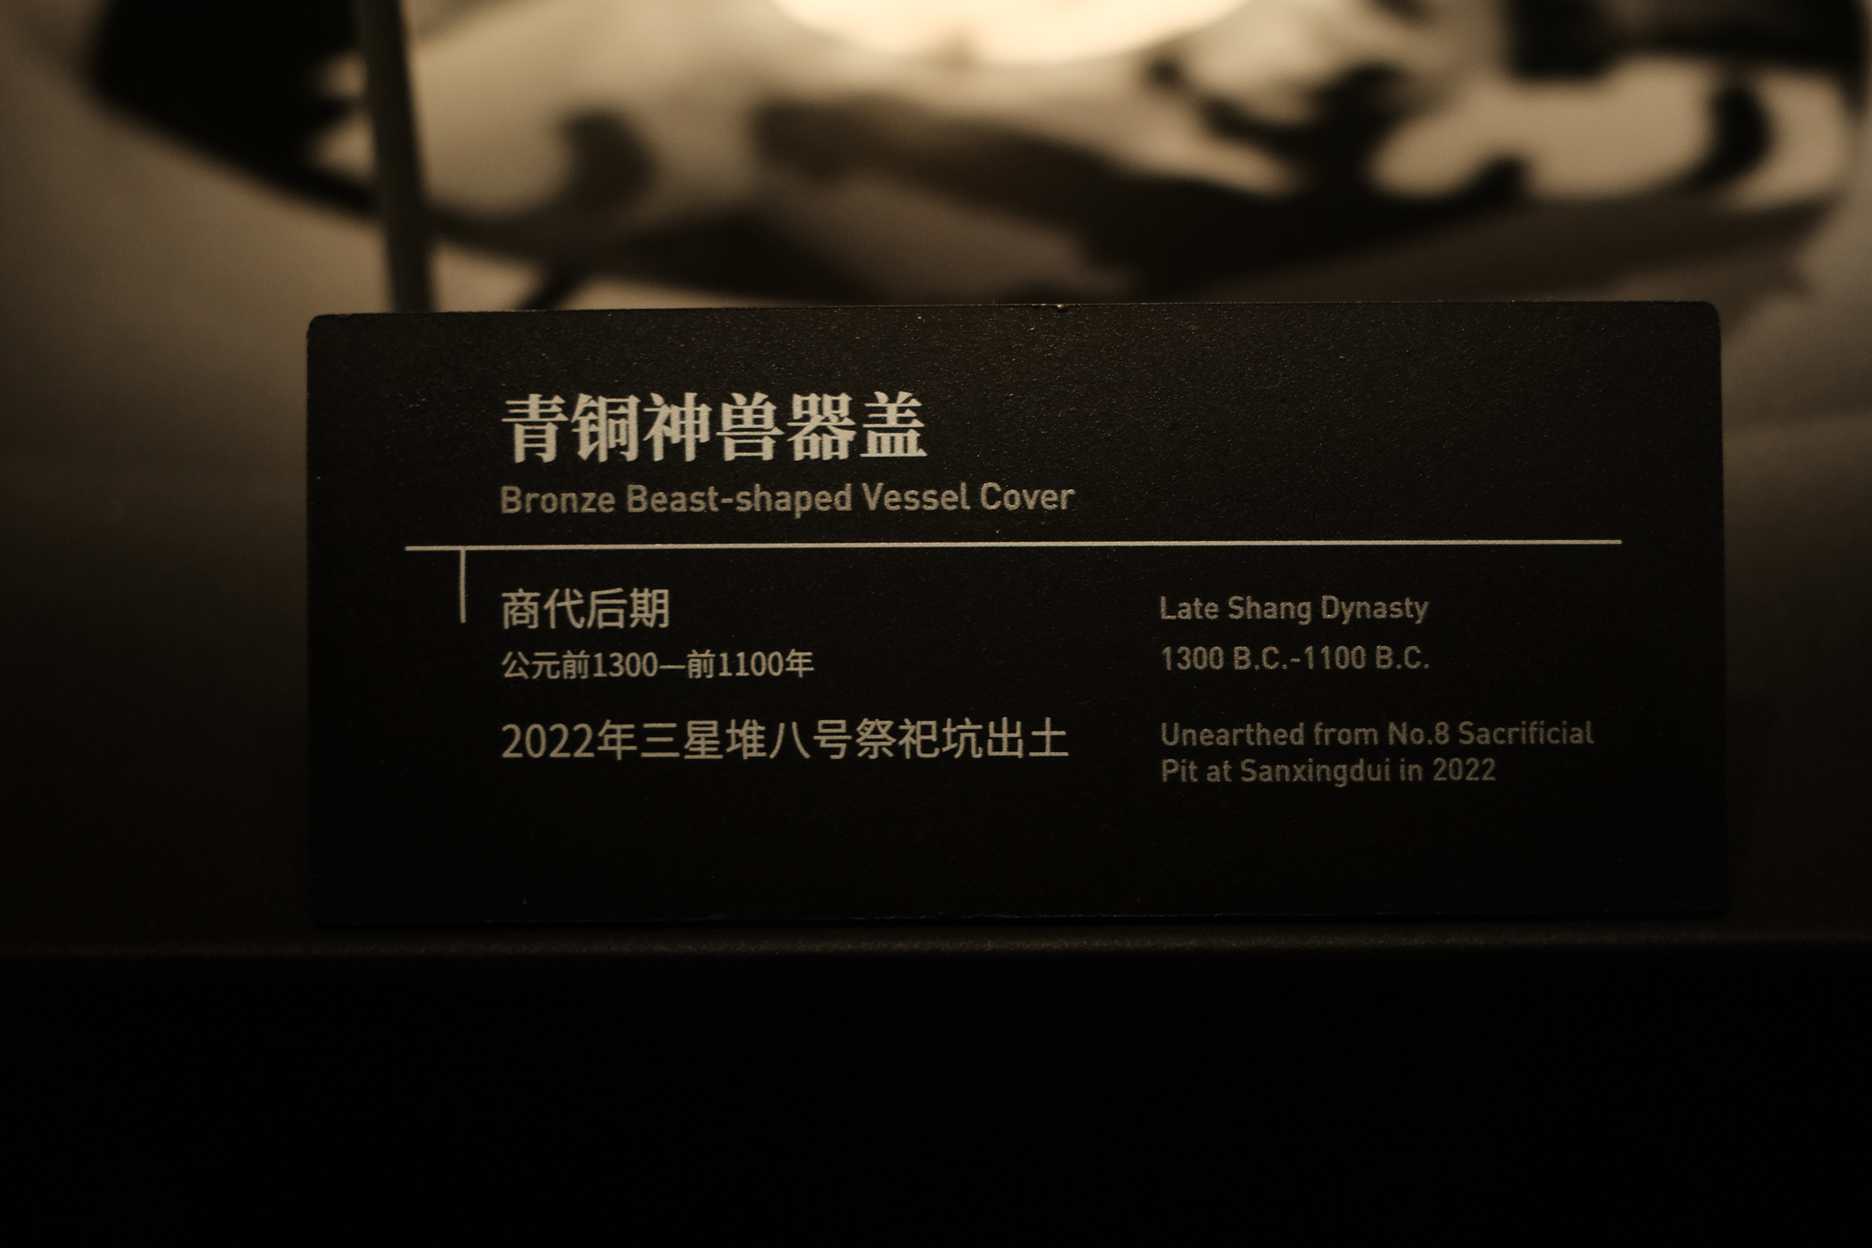 青铜神兽器盖
Bronze Beast-shaped Vessel Cover
商代后期
公元前1300—前1100年
2022年三星堆八号祭祀坑出土
Late Shang Dynasty
1300 B.C.-1100 B.C.
Unearthed from No.8 Sacrificial
Pit at Sanxingdui in 2022